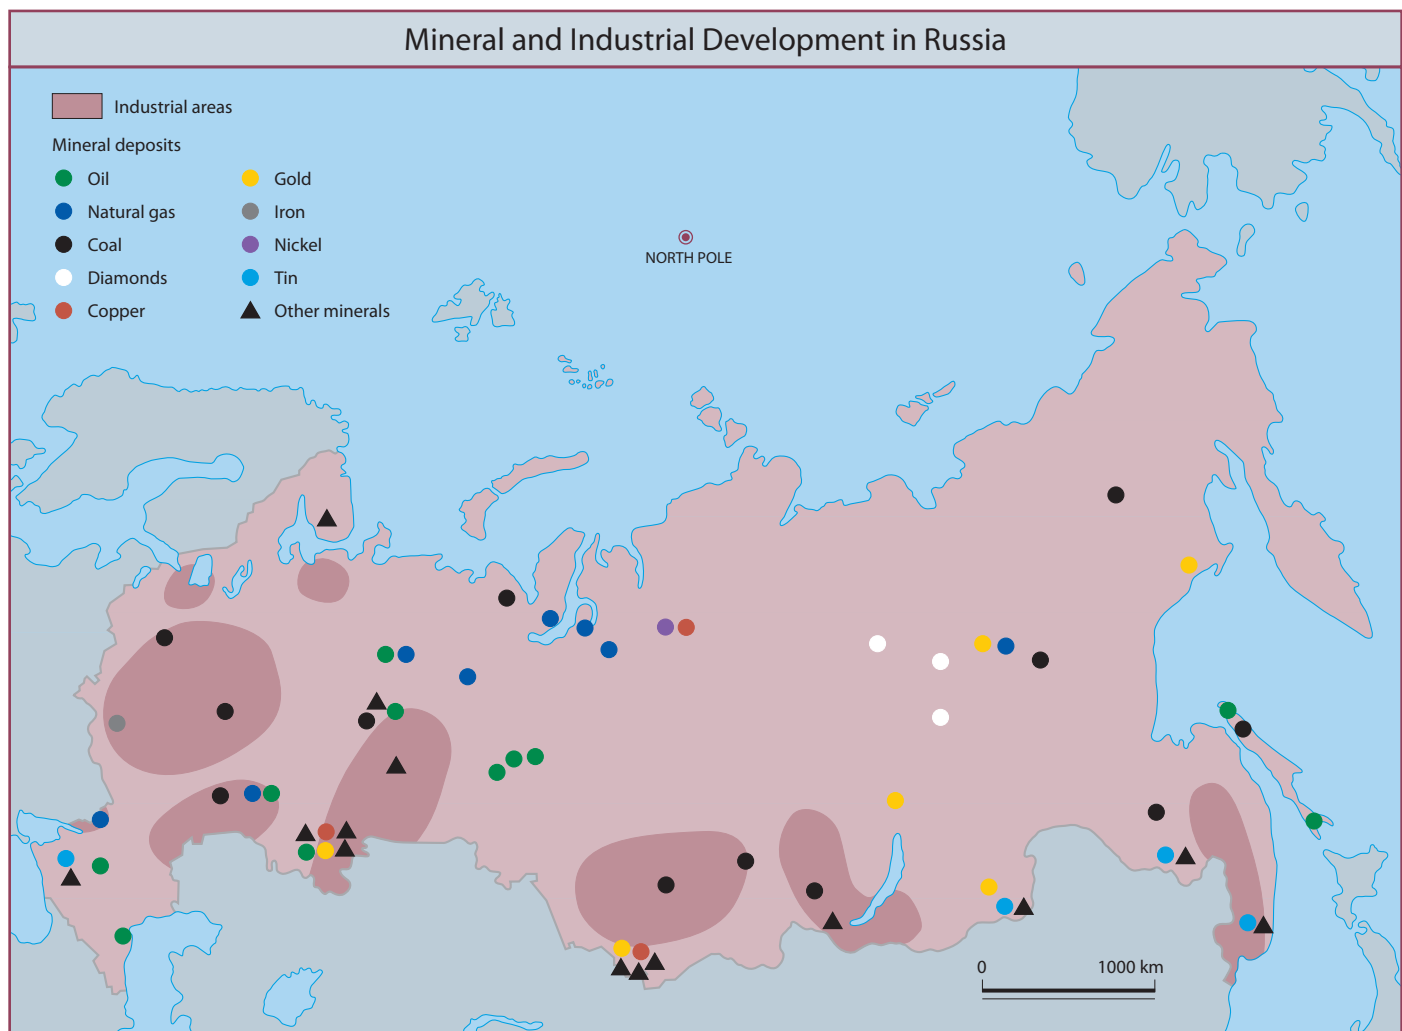 Mineral and Industrial Development in Russia
Industrial areas
Mineral deposits
Oil
Natural gas
Coal
Diamonds
Copper
Gold
Iron
Nickel
Tin
Other minerals
NORTH POLE
0 1000 km